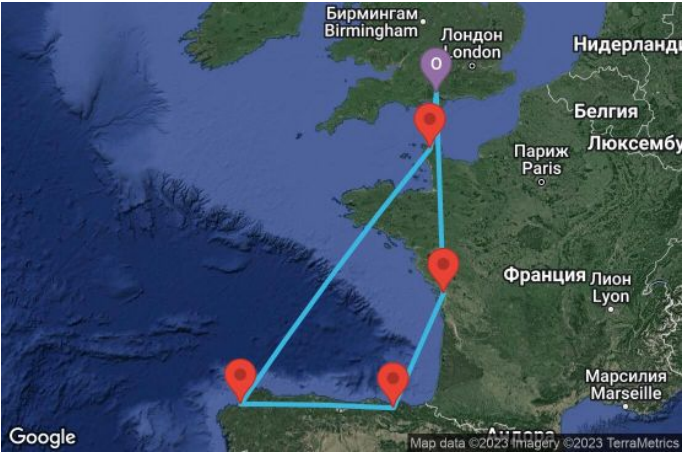 Бирмингам
Birmingham
Лондон
London
O
Нидерланды
Белгия
Люксембу
Париж
Paris
Франция
Лион
Lyon
Марсилия
Marseille
Андора
Google
Map data ©2023 Imagery ©2023 TerraMetrics